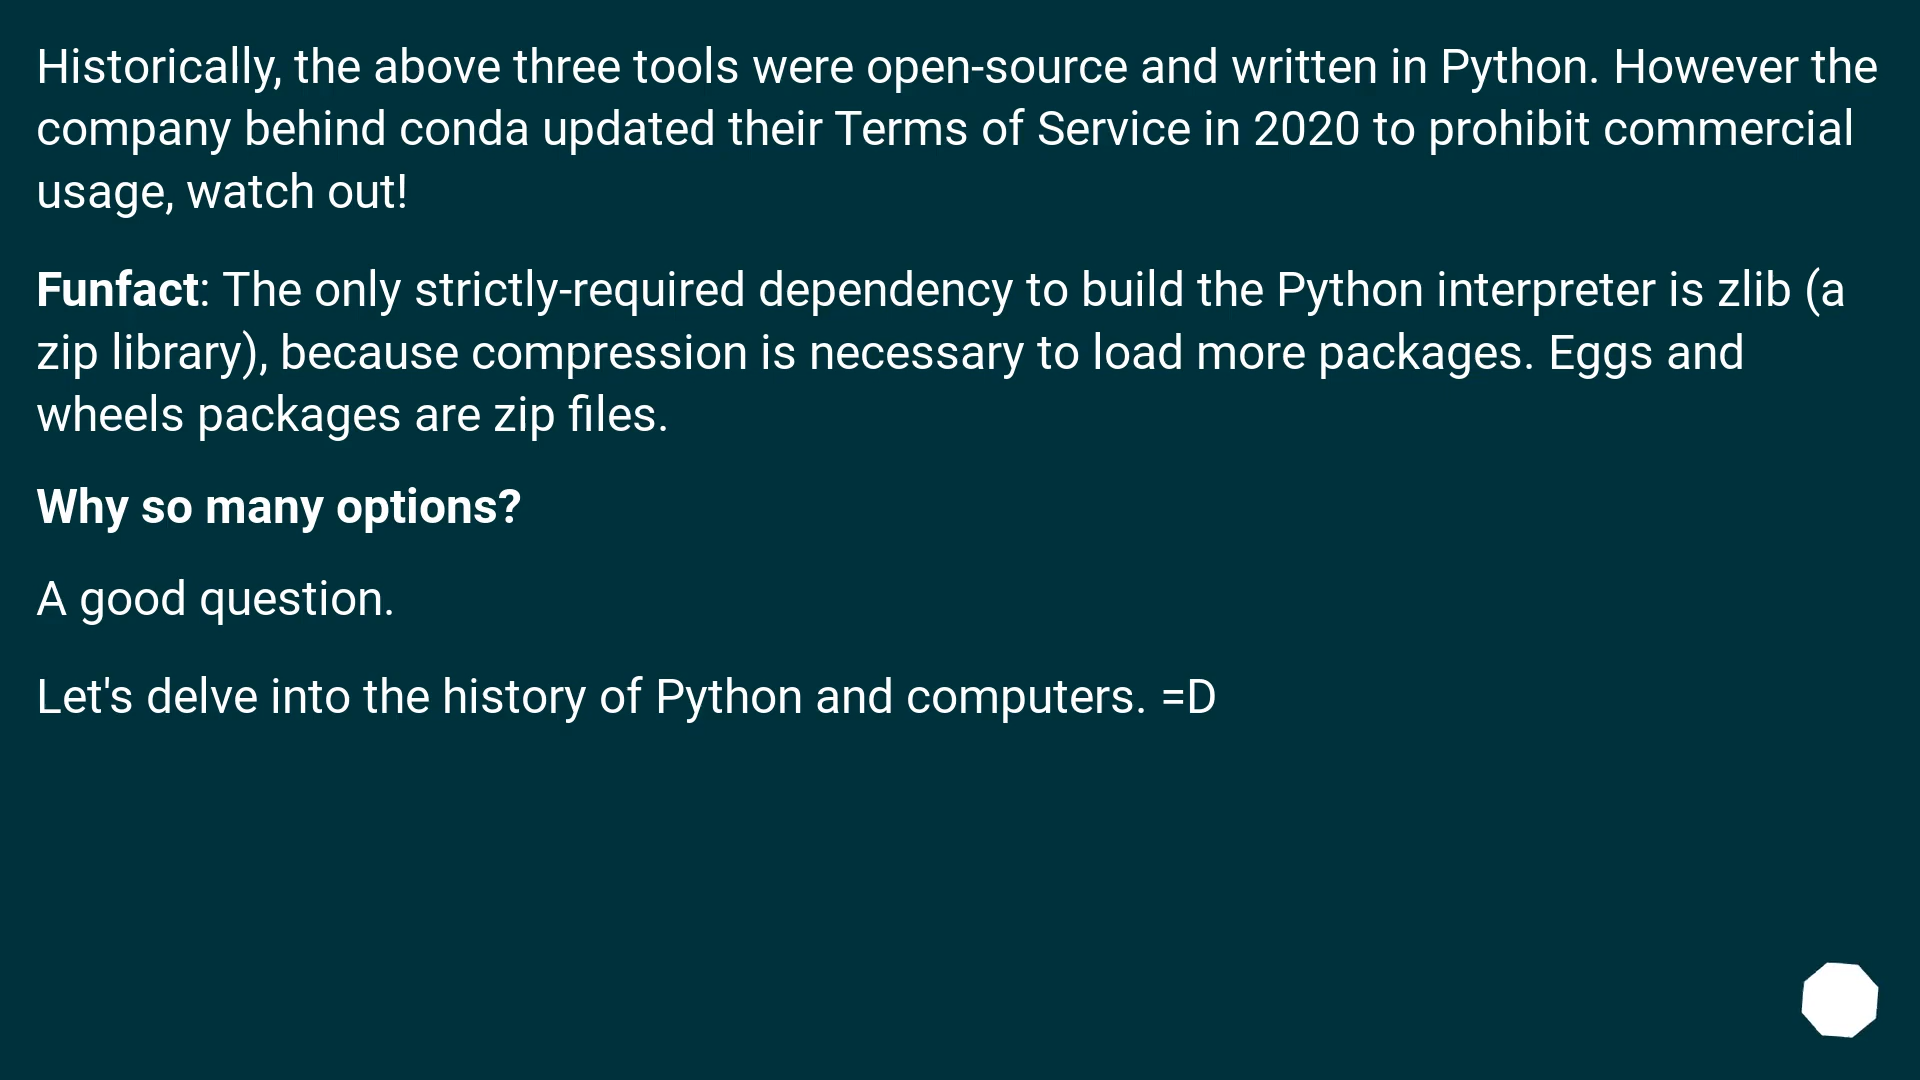 Historically, the above three tools were open-source and written in Python. However the
company behind conda updated their Terms of Service in 2020 to prohibit commercial
usage, watch out!
Funfact: The only strictly-required dependency to build the Python interpreter is zlib (a
zip library), because compression is necessary to load more packages. Eggs and
wheels packages are zip files.
Why so many options?
A good question.
Let's delve into the history of Python and computers. =D